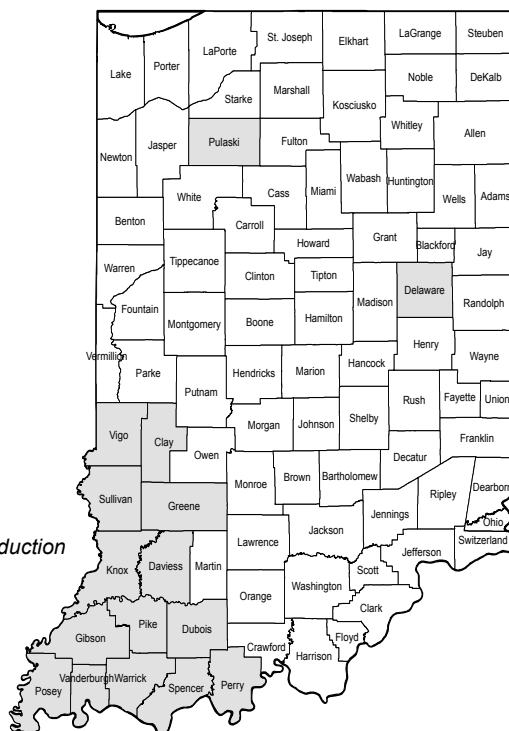 St. Joseph
LaGrange
Steuben
LaPorte
Elkhart
Lake
Porter
Noble
DeKalb
Marshall
Starke
Kosciusko
Whitley
Allen
Pulaski
Fulton
Jasper
Newton
Wabash
Huntington
Miami
Cass
White
Wells
Adams
Benton
Carroll
Grant
Blackford
Howard
Jay
Warren
Tippecanoe
Clinton
Tipton
Delaware
Madison
Randolph
Fountain
Montgomery
Boone
Hamilton
Henry
Vermillion
Wayne
Hancock
Parke
Hendricks
Marion
Putnam
Rush
Fayette
Union
Shelby
Morgan
Johnson
Vigo
Clay
Franklin
Owen
Decatur
Monroe
Brown
Bartholomew
Dearborn
Sullivan
Ripley
Greene
Jennings
Ohio
Jackson
Switzerland
Lawrence
duction
Jefferson
Knox
Daviess
Martin
Scott
Washington
Orange
Clark
Pike
Dubois
Gibson
Floyd
Crawford
Harrison
Vanderburgh
Warrick
Perry
Spencer
Posey